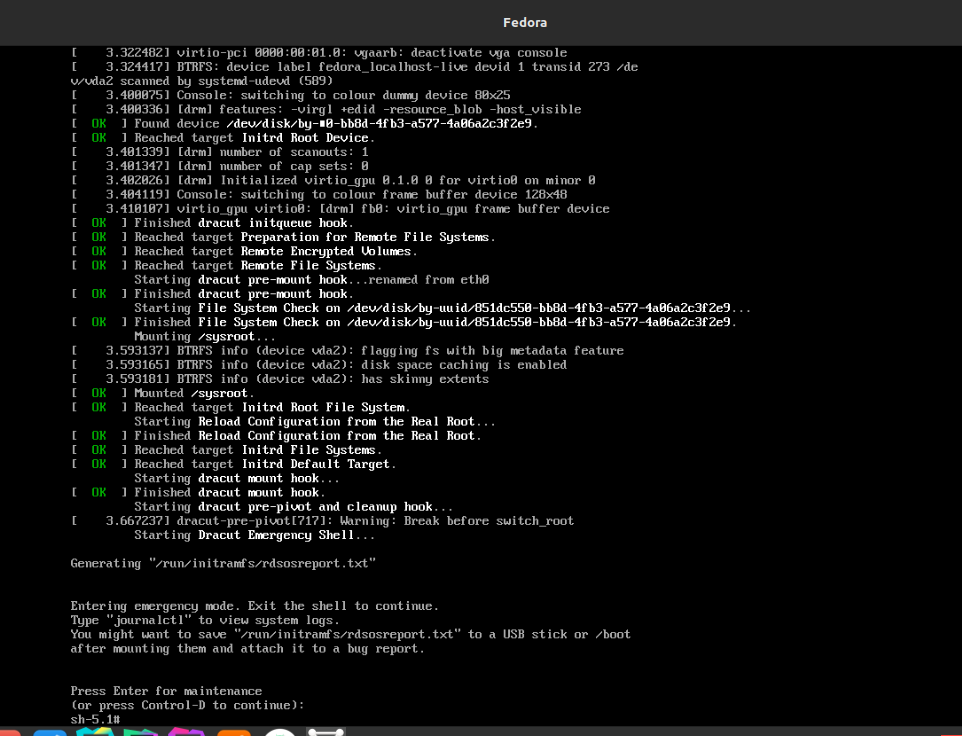 Fedora
[    3.322482] virtio-pci 0000:00:01.0: vgaarb: deactivate vga console
[    3.324417] BTRFS: device label fedora_localhost-live devid 1 transid 273 /de
v/vda2 scanned by systemd-udevd (589)
[    3.400075] Console: switching to colour dummy device 80x25
[    3.400336] [drm] features: -virgl +edid -resource_blob -host_visible
[  OK  ] Found device /dev/disk/by-▪0-bb8d-4fb3-a577-4a06a2c3f2e9.
[  OK  ] Reached target Initrd Root Device.
[    3.401339] [drm] number of scanouts: 1
[    3.401347] [drm] number of cap sets: 0
[    3.402026] [drm] Initialized virtio_gpu 0.1.0 0 for virtio0 on minor 0
[    3.404119] Console: switching to colour frame buffer device 128x48
[    3.410107] virtio_gpu virtio0: [drm] fb0: virtio_gpu frame buffer device
[  OK  ] Finished dracut initqueue hook.
[  OK  ] Reached target Preparation for Remote File Systems.
[  OK  ] Reached target Remote Encrypted Volumes.
[  OK  ] Reached target Remote File Systems.
Starting dracut pre-mount hook...renamed from eth0
[  OK  ] Finished dracut pre-mount hook.
Starting File System Check on /dev/disk/by-uuid/851dc550-bb8d-4fb3-a577-4a06a2c3f2e9...
[  OK  ] Finished File System Check on /dev/disk/by-uuid/851dc550-bb8d-4fb3-a577-4a06a2c3f2e9.
Mounting /sysroot...
[    3.593137] BTRFS info (device vda2): flagging fs with big metadata feature
[    3.593165] BTRFS info (device vda2): disk space caching is enabled
[    3.593181] BTRFS info (device vda2): has skinny extents
[  OK  ] Mounted /sysroot.
[  OK  ] Reached target Initrd Root File System.
Starting Reload Configuration from the Real Root...
[  OK  ] Finished Reload Configuration from the Real Root.
[  OK  ] Reached target Initrd File Systems.
[  OK  ] Reached target Initrd Default Target.
Starting dracut mount hook...
[  OK  ] Finished dracut mount hook.
Starting dracut pre-pivot and cleanup hook...
[    3.667237] dracut-pre-pivot[717]: Warning: Break before switch_root
Starting Dracut Emergency Shell...
Generating "/run/initramfs/rdsosreport.txt"
Entering emergency mode. Exit the shell to continue.
Type "journalctl" to view system logs.
You might want to save "/run/initramfs/rdsosreport.txt" to a USB stick or /boot
after mounting them and attach it to a bug report.
Press Enter for maintenance
(or press Control-D to continue):
sh-5.1#